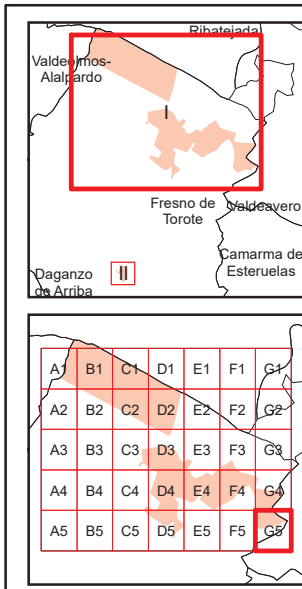 Ribatejada
Valdeolmos-
Alalpardo
I
Fresno de
Torote
Valdeavero
Camarma de
Esteruelas
Daganzo
de Arriba
II
A1 B1 C1 D1 E1 F1 G1
A2 B2 C2 D2 E2 F2 G2
A3 B3 C3 D3 E3 F3 G3
A4 B4 C4 D4 E4 F4 G4
A5 B5 C5 D5 E5 F5 G5